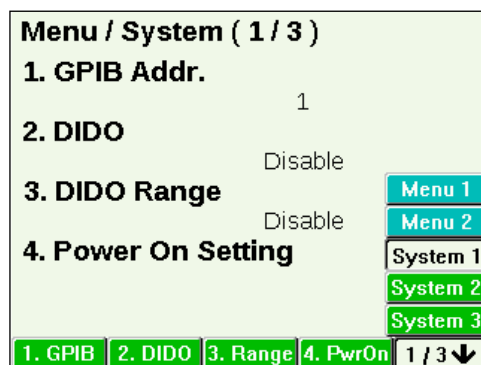 Menu / System ( 1 / 3 )
1. GPIB Addr.
1
2. DIDO
Disable
3. DIDO Range
Disable
4. Power On Setting
Menu 1
Menu 2
System 1
System 2
System 3
1. GPIB 2. DIDO 3. Range 4. PwrOn 1 / 3 ↓